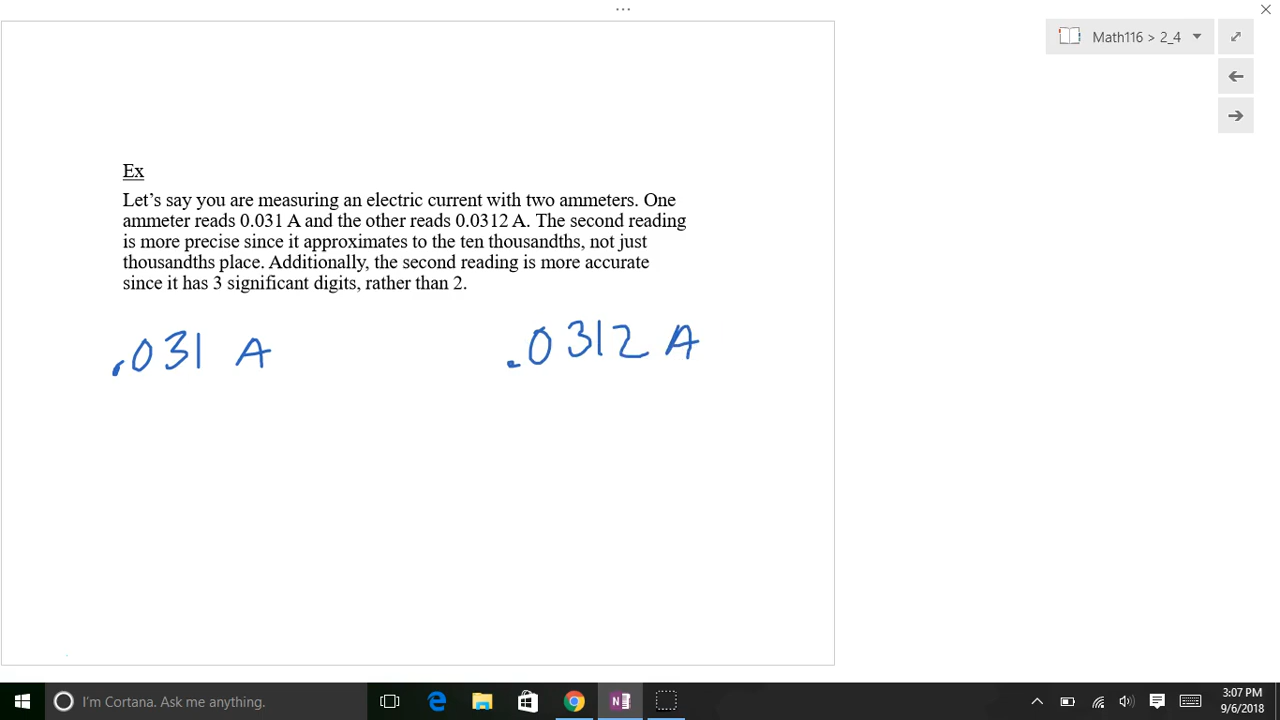 Math116 > 2_4
Ex
Let’s say you are measuring an electric current with two ammeters. One
ammeter reads 0.031 A and the other reads 0.0312 A. The second reading
is more precise since it approximates to the ten thousandths, not just
thousandths place. Additionally, the second reading is more accurate
since it has 3 significant digits, rather than 2.
.031 A .0312 A
I'm Cortana. Ask me anything.
3:07 PM
9/6/2018